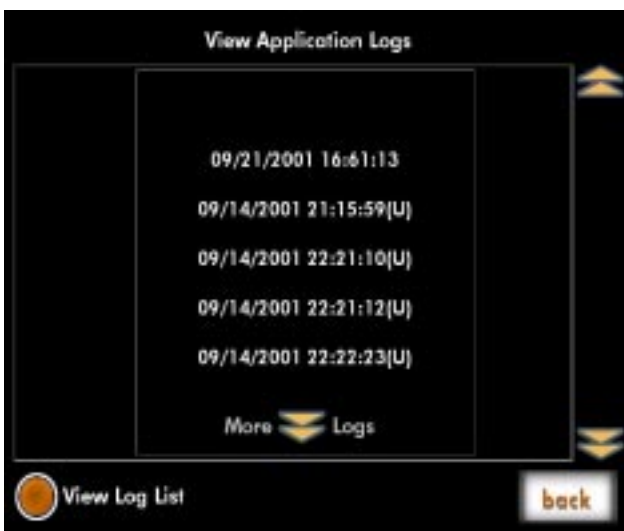 View Application Logs
09/21/2001 16:61:13
09/14/2001 21:15:59(U)
09/14/2001 22:21:10(U)
09/14/2001 22:21:12(U)
09/14/2001 22:22:23(U)
More Logs
View Log List
back